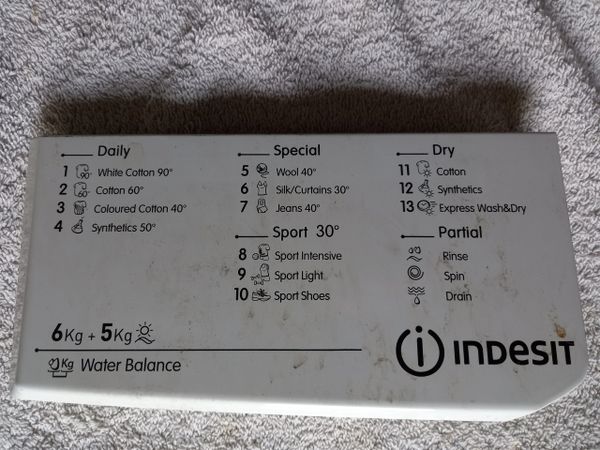 Daily
1 90° White Cotton 90°
2 60° Cotton 60°
3 Coloured Cotton 40°
4 Synthetics 50°
Special
5 Wool 40°
6 Silk/Curtains 30°
7 Jeans 40°
Sport 30°
8 Sport Intensive
9 Sport Light
10 Sport Shoes
Dry
11 Cotton
12 Synthetics
13 Express Wash&Dry
Partial
Rinse
Spin
Drain
6Kg + 5Kg
Kg Water Balance
i INDESIT